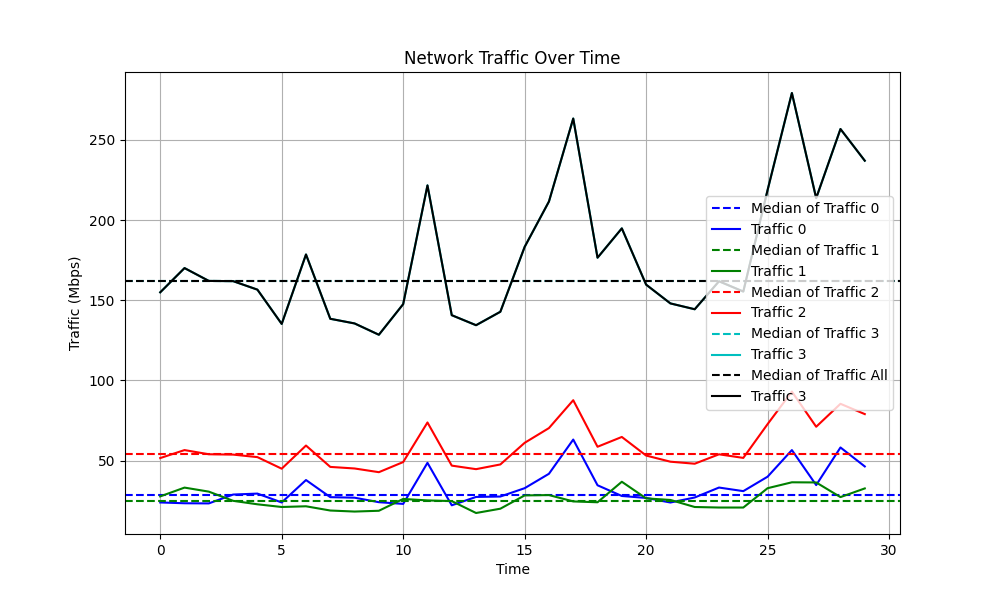 Network Traffic Over Time
Traffic (Mbps)
250
200
150
100
50
Median of Traffic 0
Traffic 0
Median of Traffic 1
Traffic 1
Median of Traffic 2
Traffic 2
Median of Traffic 3
Traffic 3
Median of Traffic All
Traffic 3
0 5 10 15 20 25 30
Time